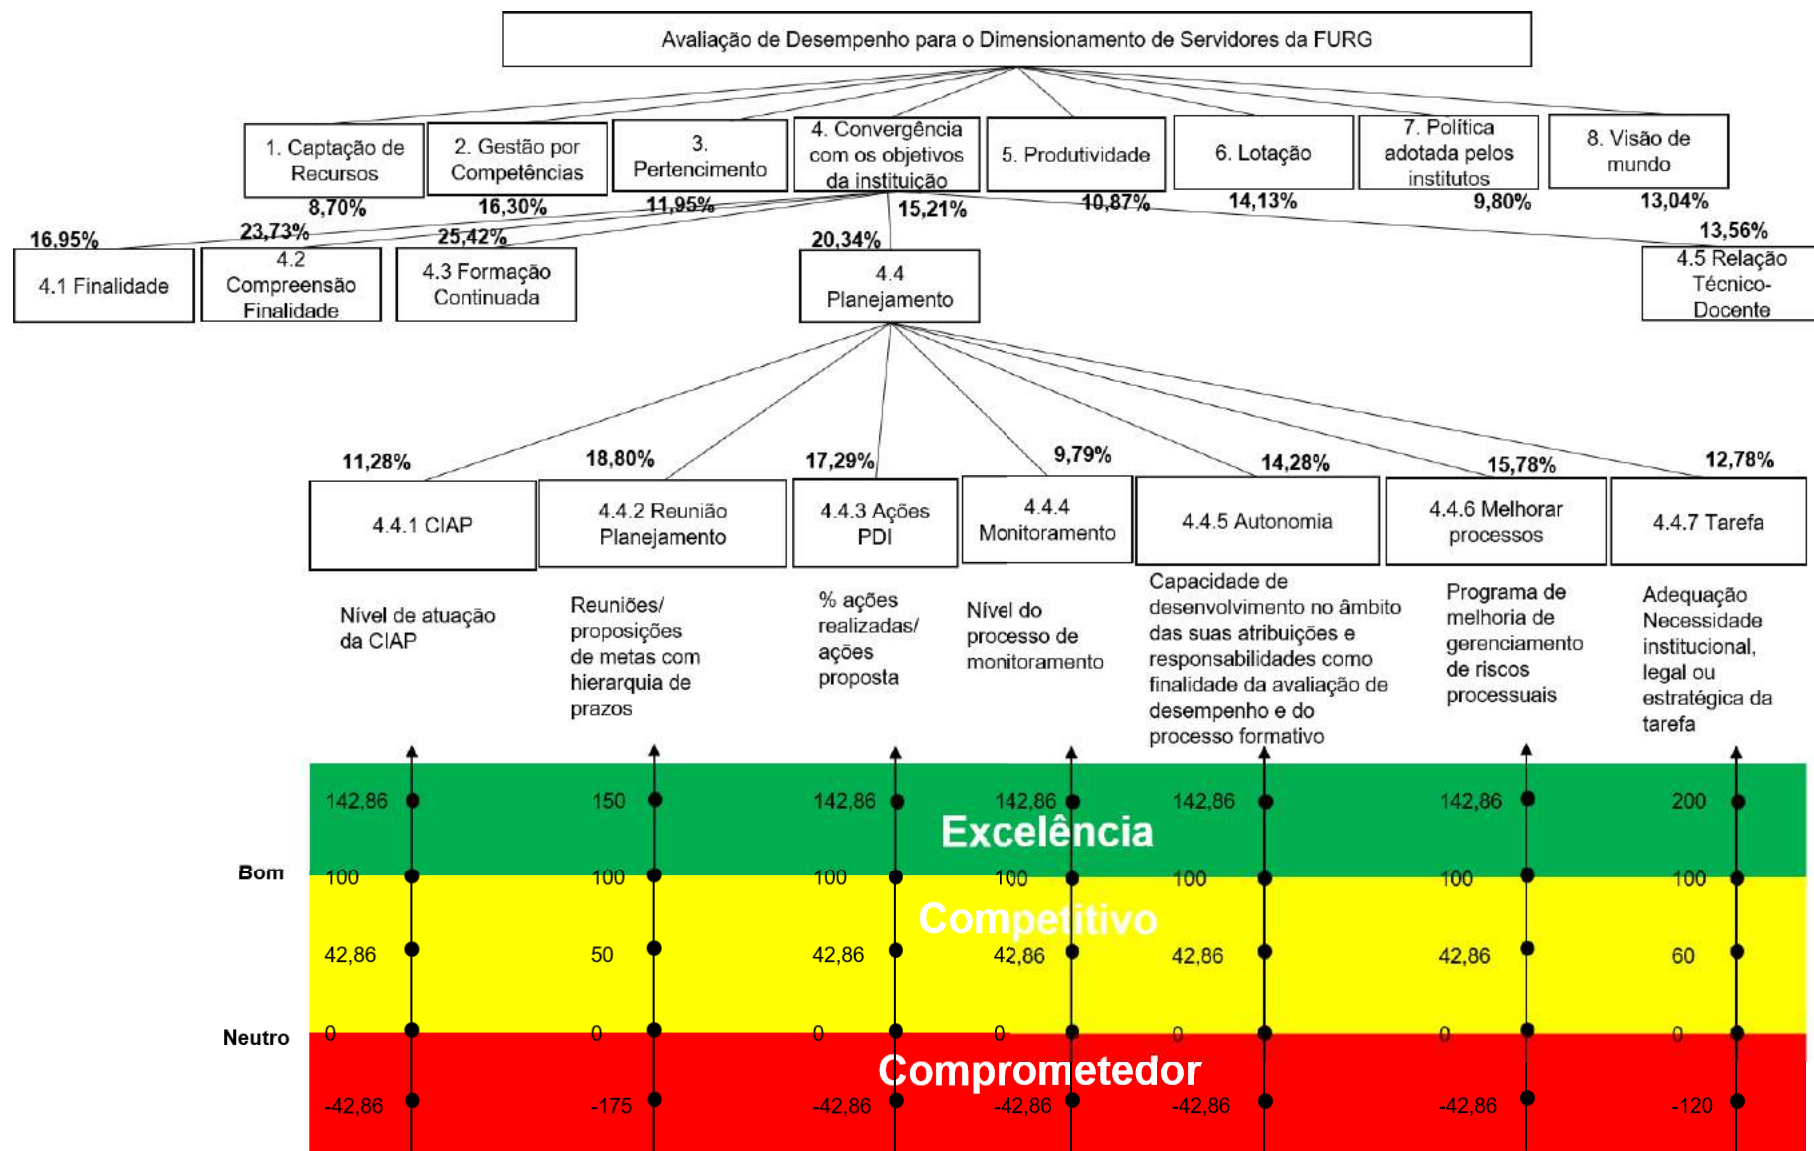 Avaliação de Desempenho para o Dimensionamento de Servidores da FURG
1. Captação de
Recursos
2. Gestão por
Competências
3.
Pertencimento
4. Convergência
com os objetivos
da instituição
5. Produtividade
6. Lotação
7. Política
adotada pelos
institutos
8. Visão de
mundo
8,70%
16,30%
11,95%
15,21%
10,87%
14,13%
9,80%
13,04%
16,95%
23,73%
25,42%
20,34%
13,56%
4.1 Finalidade
4.2
Compreensão
Finalidade
4.3 Formação
Continuada
4.4
Planejamento
4.5 Relação
Técnico-
Docente
11,28%
18,80%
17,29%
9,79%
14,28%
15,78%
12,78%
4.4.1 CIAP
4.4.2 Reunião
Planejamento
4.4.3 Ações
PDI
4.4.4
Monitoramento
4.4.5 Autonomia
4.4.6 Melhorar
processos
4.4.7 Tarefa
Nível de atuação
da CIAP
Reuniões/
proposições
de metas com
hierarquia de
prazos
% ações
realizadas/
ações
proposta
Nível do
processo de
monitoramento
Capacidade de
desenvolvimento no âmbito
das suas atribuições e
responsabilidades como
finalidade da avaliação de
desempenho e do
processo formativo
Programa de
melhoria de
gerenciamento
de riscos
processuais
Adequação
Necessidade
institucional,
legal ou
estratégica da
tarefa
142,86 150 142,86 142,86 142,86 142,86 200
Excelência
Bom
100 100 100 100 100 100 100
Competitivo
42,86 50 42,86 42,86 42,86 42,86 60
Neutro
0 0 0 0 0 0 0
Comprometedor
-42,86 -175 -42,86 -42,86 -42,86 -42,86 -120